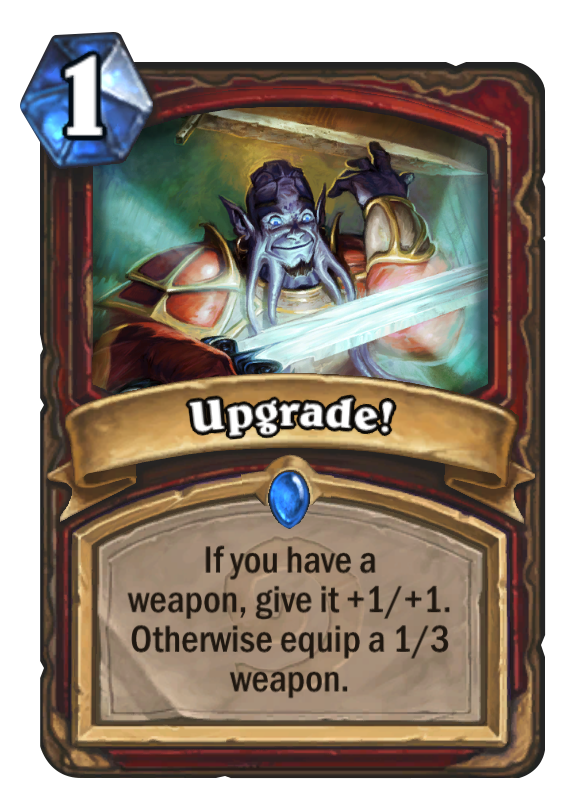 1
Upgrade!
If you have a
weapon, give it +1/+1.
Otherwise equip a 1/3
weapon.